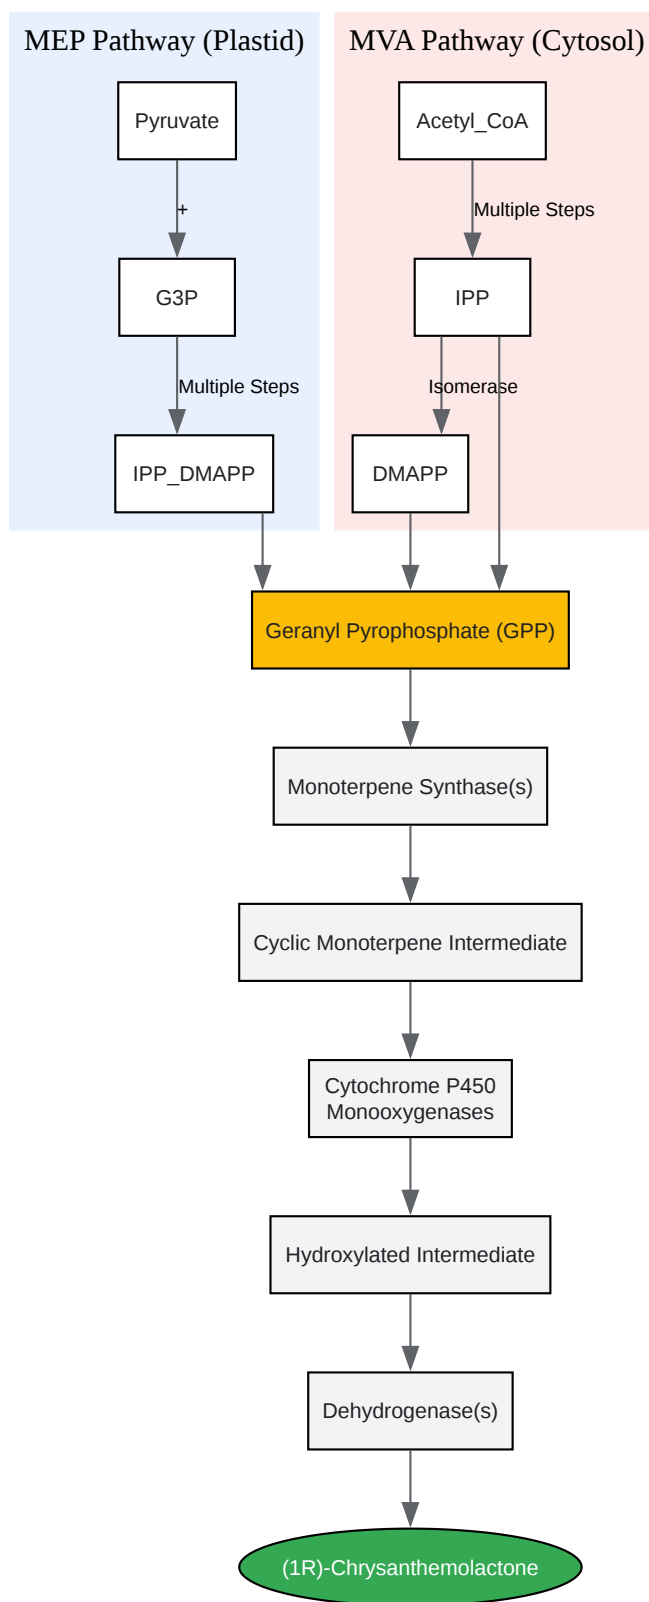 MEP Pathway (Plastid)
MVA Pathway (Cytosol)
Pyruvate
Acetyl_CoA
+
Multiple Steps
G3P
IPP
Multiple Steps
Isomerase
IPP_DMAPP
DMAPP
Geranyl Pyrophosphate (GPP)
Monoterpene Synthase(s)
Cyclic Monoterpene Intermediate
Cytochrome P450
Monooxygenases
Hydroxylated Intermediate
Dehydrogenase(s)
(1R)-Chrysanthemolactone